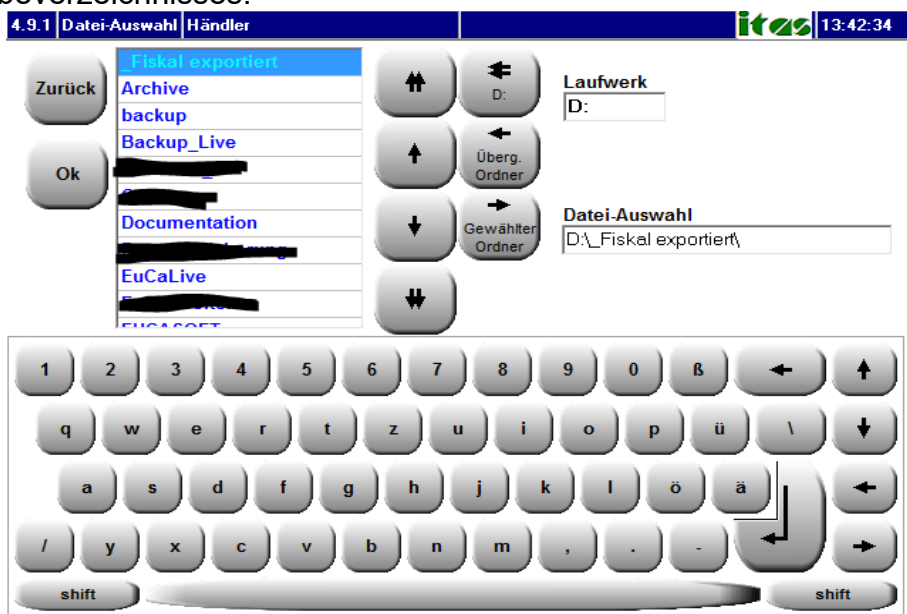 4.9.1 Datei-Auswahl Händler itas 13:42:34
Zurück
Ok
_Fiskal exportiert
Archive
backup
Backup_Live
Documentation
EuCaLive
EUCASOFT
D:
Überg.
Ordner
Gewählter
Ordner
Laufwerk
D:
Datei-Auswahl
D:\_Fiskal exportiert\
1 2 3 4 5 6 7 8 9 0 ß
q w e r t z u i o p ü \
a s d f g h j k l ö ä
/ y x c v b n m , . -
shift shift